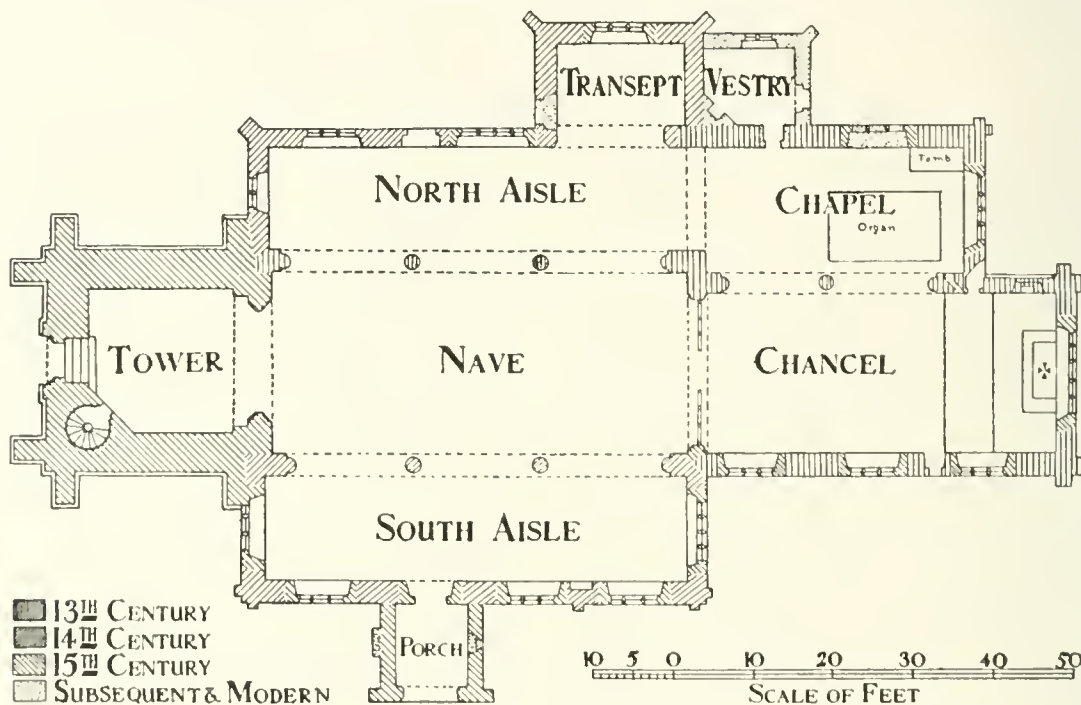 TRANSEPT
VESTRY
NORTH AISLE
Tomb
CHAPEL
Organ
TOWER
NAVE
CHANCEL
SOUTH AISLE
PORCH
13TH CENTURY
14TH CENTURY
15TH CENTURY
SUBSEQUENT & MODERN
10 5 0 10 20 30 40 50
SCALE OF FEET